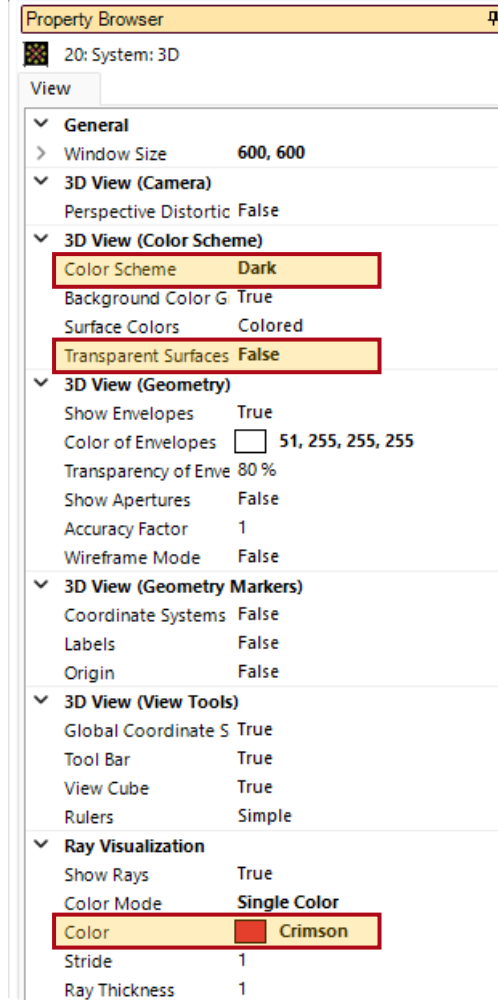 Property Browser
20: System: 3D
View
General
Window Size 600, 600
3D View (Camera)
Perspective Distortic False
3D View (Color Scheme)
Color Scheme Dark
Background Color G True
Surface Colors Colored
Transparent Surfaces False
3D View (Geometry)
Show Envelopes True
Color of Envelopes 51, 255, 255, 255
Transparency of Enve 80 %
Show Apertures False
Accuracy Factor 1
Wireframe Mode False
3D View (Geometry Markers)
Coordinate Systems False
Labels False
Origin False
3D View (View Tools)
Global Coordinate S True
Tool Bar True
View Cube True
Rulers Simple
Ray Visualization
Show Rays True
Color Mode Single Color
Color Crimson
Stride 1
Ray Thickness 1